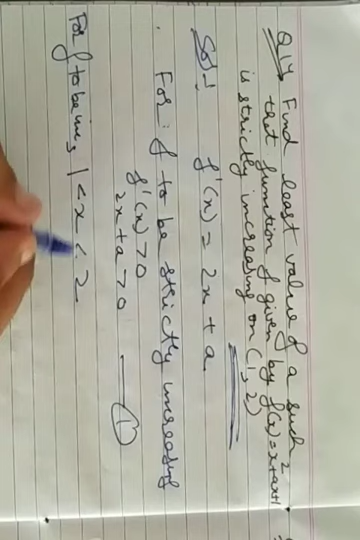 Q14 Find least value of a such
that function f given by f(x) = x² + ax + 1
is strictly increasing on (1, 2)
Sol! f'(x) = 2x + a
For f to be strictly increasing
f'(x) > 0
2x + a > 0 —①
For f to be inc, 1 < x < 2